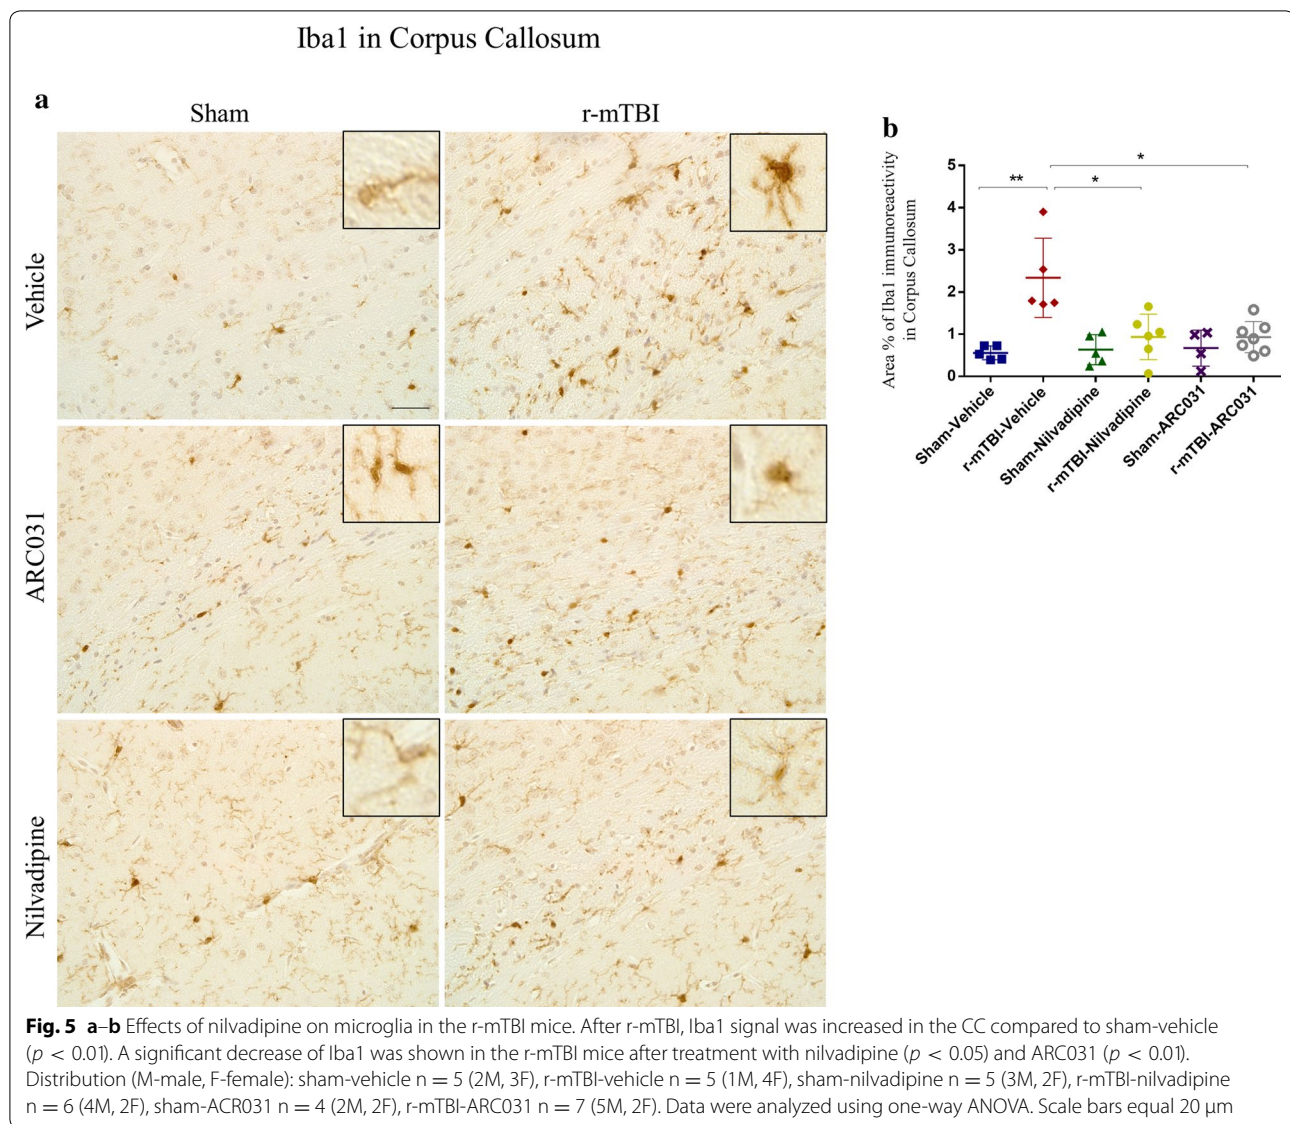 Iba1 in Corpus Callosum
a
Sham
r-mTBI
Vehicle
ARC031
Nilvadipine
b
Area % of Iba1 immunoreactivity
in Corpus Callosum
5
4
3
2
1
0
**
*
*
Sham-Vehicle
r-mTBI-Vehicle
Sham-Nilvadipine
r-mTBI-Nilvadipine
Sham-ARC031
r-mTBI-ARC031
Fig. 5 a–b Effects of nilvadipine on microglia in the r-mTBI mice. After r-mTBI, Iba1 signal was increased in the CC compared to sham-vehicle
(p < 0.01). A significant decrease of Iba1 was shown in the r-mTBI mice after treatment with nilvadipine (p < 0.05) and ARC031 (p < 0.01).
Distribution (M-male, F-female): sham-vehicle n = 5 (2M, 3F), r-mTBI-vehicle n = 5 (1M, 4F), sham-nilvadipine n = 5 (3M, 2F), r-mTBI-nilvadipine
n = 6 (4M, 2F), sham-ACR031 n = 4 (2M, 2F), r-mTBI-ARC031 n = 7 (5M, 2F). Data were analyzed using one-way ANOVA. Scale bars equal 20 µm